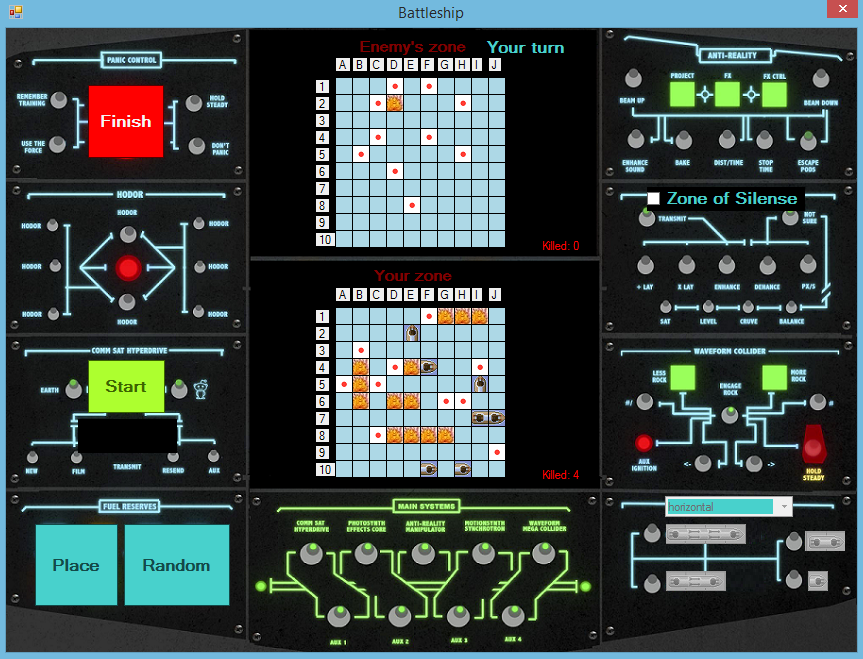 Battleship
Enemy's zone
Your turn
A B C D E F G H I J
1
2
3
4
5
6
7
8
9
10
Killed: 0
Your zone
A B C D E F G H I J
1
2
3
4
5
6
7
8
9
10
Killed: 4
PANIC CONTROL
REMEMBER
TRAINING
HOLD
STEADY
Finish
USE THE
FORCE
DON'T
PANIC
HODOR
HODOR
HODOR
HODOR
HODOR
HODOR
HODOR
HODOR
HODOR
COMM SAT HYPERDRIVE
EARTH
Start
NEW
FILM
TRANSMIT
RESEND
AUX
FUEL RESERVES
Place
Random
MAIN SYSTEMS
COMM SAT
HYPERDRIVE
PHOTOSYNTH
EFFECTS CORE
ANTI-REALITY
MANIPULATOR
MOTIONSYNTH
SYNCHROTRON
WAVEFORM
MEGA COLLIDER
AUX 1
AUX 2
AUX 3
AUX 4
ANTI-REALITY
PROJECT
FX
FX CTRL
BEAM UP
BEAM DOWN
ENHANCE
SOUND
BAKE
DIST/TIME
STOP
TIME
ESCAPE
PODS
Zone of Silense
TRANSMIT
NOT
SURE
+ LAY
X LAY
ENHANCE
DEHANCE
PX/S
SAT
LEVEL
CRUVE
BALANCE
WAVEFORM COLLIDER
LESS
ROCK
MORE
ROCK
ENGAGE
ROCK
#/
#
AUX
IGNITION
<-
->
HOLD
STEADY
horizontal